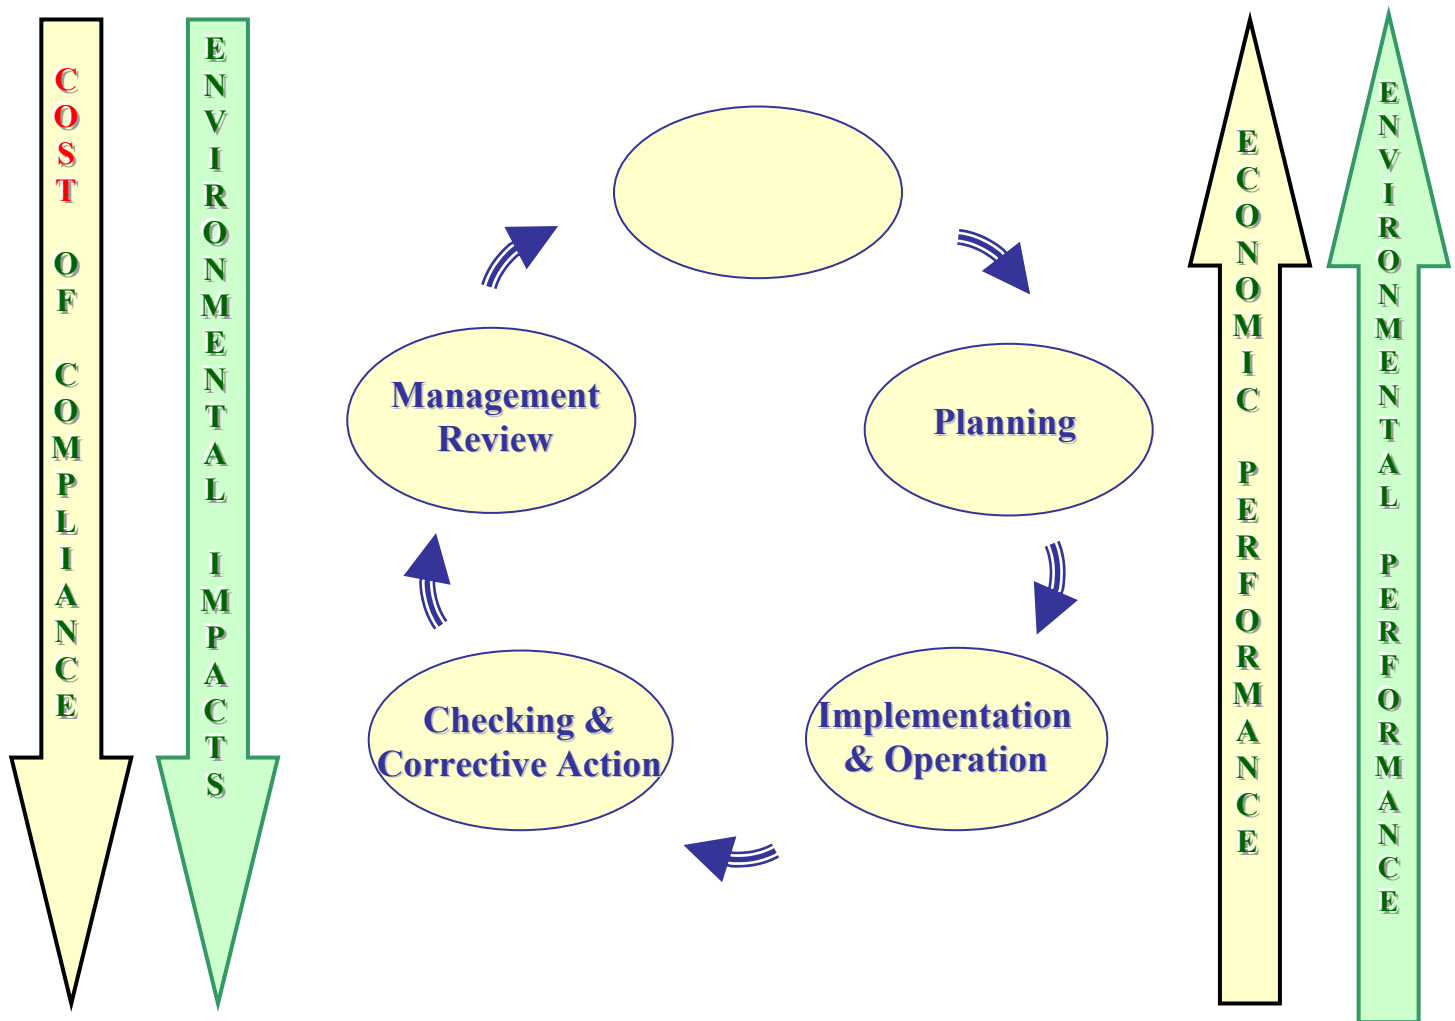 COST OF COMPLIANCE
ENVIRONMENTAL IMPACTS
Management
Review
Planning
Checking &
Corrective Action
Implementation
& Operation
ECONOMIC PERFORMANCE
ENVIRONMENTAL PERFORMANCE